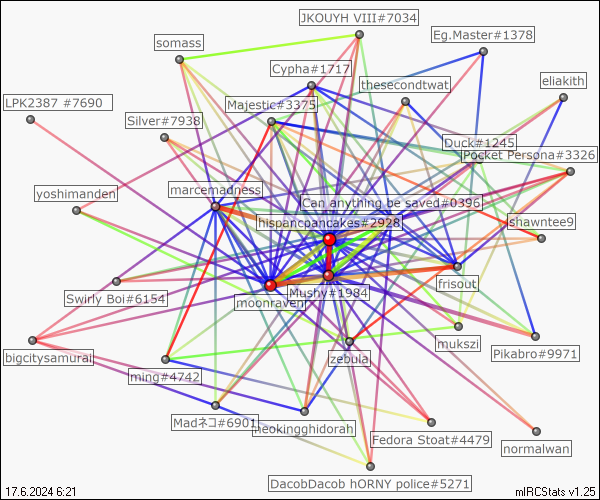 JKOUYH VIII#7034
Eg.Master#1378
somass
Cypha#1717
thesecondtwat
eliakith
LPK2387 #7690
Majestic#3375
Silver#7938
Duck#1245
Pocket Persona#3326
marcemadness
yoshimanden
Can anything be saved#0396
hispancpancakes#2928
shawntee9
Swirly Boi#6154
moonraven
Mushy#1984
frisout
bigcitysamurai
zebula
mukszi
Pikabro#9971
ming#4742
Madネコ#6901
neokingghidorah
Fedora Stoat#4479
normalwan
DacobDacob hORNY police#5271
17.6.2024 6:21
mIRCStats v1.25